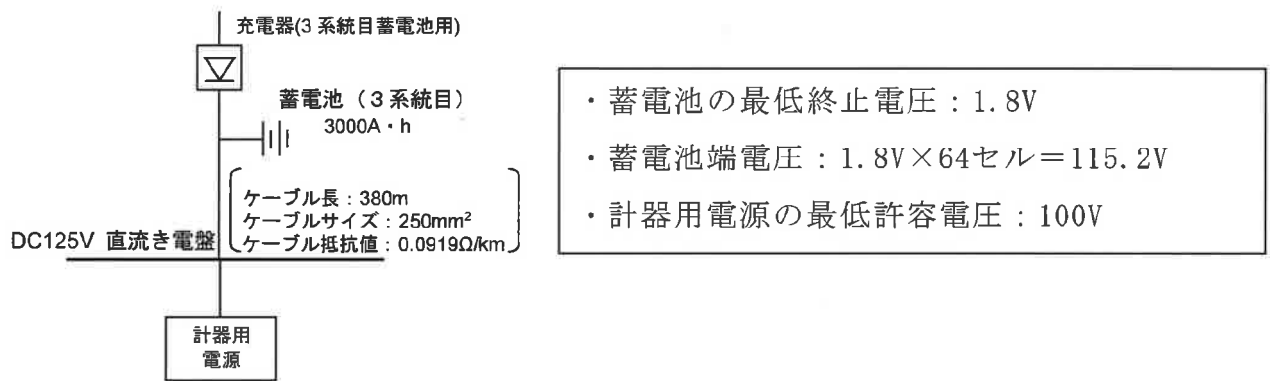 充電器(3系統目蓄電池用)
蓄電池(3系統目)
3000A・h
ケーブル長:380m
ケーブルサイズ:250mm²
ケーブル抵抗値:0.0919Ω/km
DC125V 直流き電盤
計器用
電源
・蓄電池の最低終止電圧:1.8V
・蓄電池端電圧:1.8V×64セル=115.2V
・計器用電源の最低許容電圧:100V